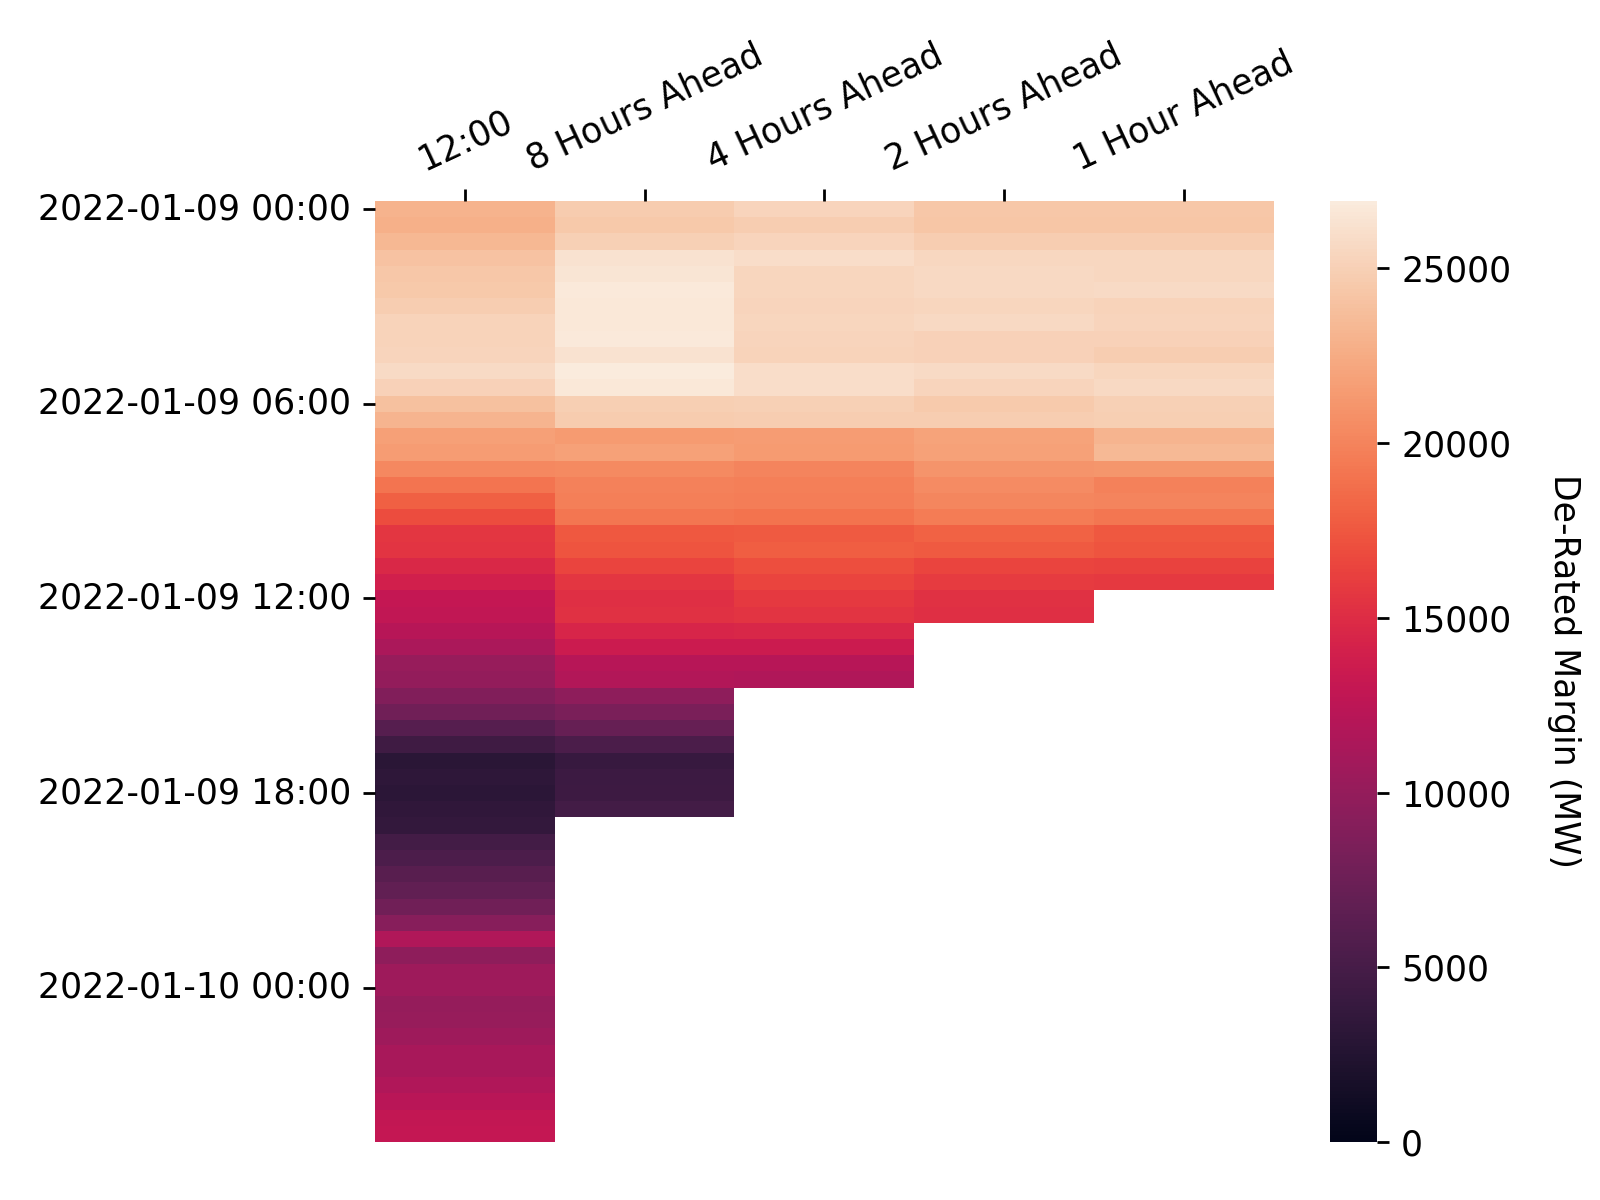 12:00
8 Hours Ahead
4 Hours Ahead
2 Hours Ahead
1 Hour Ahead
2022-01-09 00:00
2022-01-09 06:00
2022-01-09 12:00
2022-01-09 18:00
2022-01-10 00:00
25000
20000
15000
10000
5000
0
De-Rated Margin (MW)